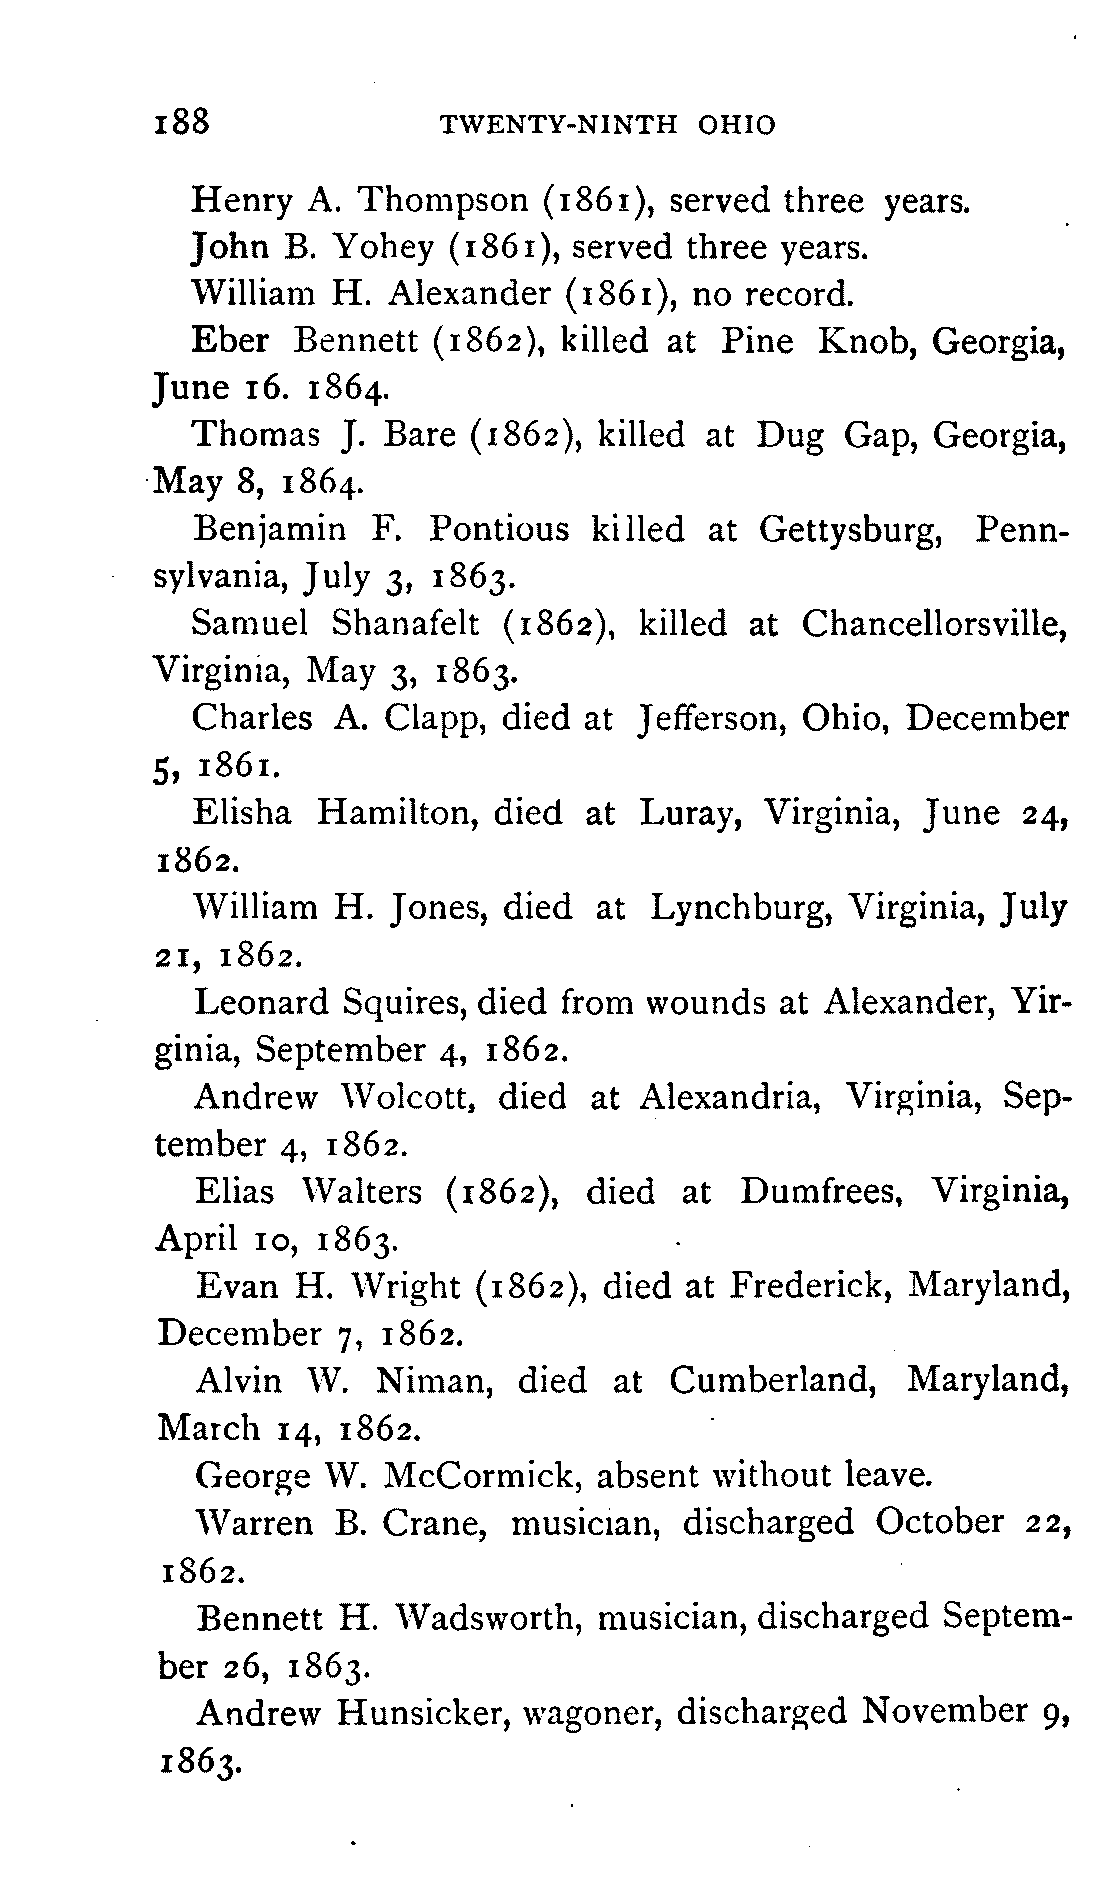 188 TWENTY-NINTH OHIO
Henry A. Thompson (1861), served three years.
John B. Yohey (1861), served three years.
William H. Alexander (1861), no record.
Eber Bennett (1862), killed at Pine Knob, Georgia,
June 16. 1864.
Thomas J. Bare (1862), killed at Dug Gap, Georgia,
May 8, 1864.
Benjamin F. Pontious killed at Gettysburg, Penn-
sylvania, July 3, 1863.
Samuel Shanafelt (1862), killed at Chancellorsville,
Virginia, May 3, 1863.
Charles A. Clapp, died at Jefferson, Ohio, December
5, 1861.
Elisha Hamilton, died at Luray, Virginia, June 24,
1862.
William H. Jones, died at Lynchburg, Virginia, July
21, 1862.
Leonard Squires, died from wounds at Alexander, Yir-
ginia, September 4, 1862.
Andrew Wolcott, died at Alexandria, Virginia, Sep-
tember 4, 1862.
Elias Walters (1862), died at Dumfrees, Virginia,
April 10, 1863.
Evan H. Wright (1862), died at Frederick, Maryland,
December 7, 1862.
Alvin W. Niman, died at Cumberland, Maryland,
March 14, 1862.
George W. McCormick, absent without leave.
Warren B. Crane, musician, discharged October 22,
1862.
Bennett H. Wadsworth, musician, discharged Septem-
ber 26, 1863.
Andrew Hunsicker, wagoner, discharged November 9,
1863.